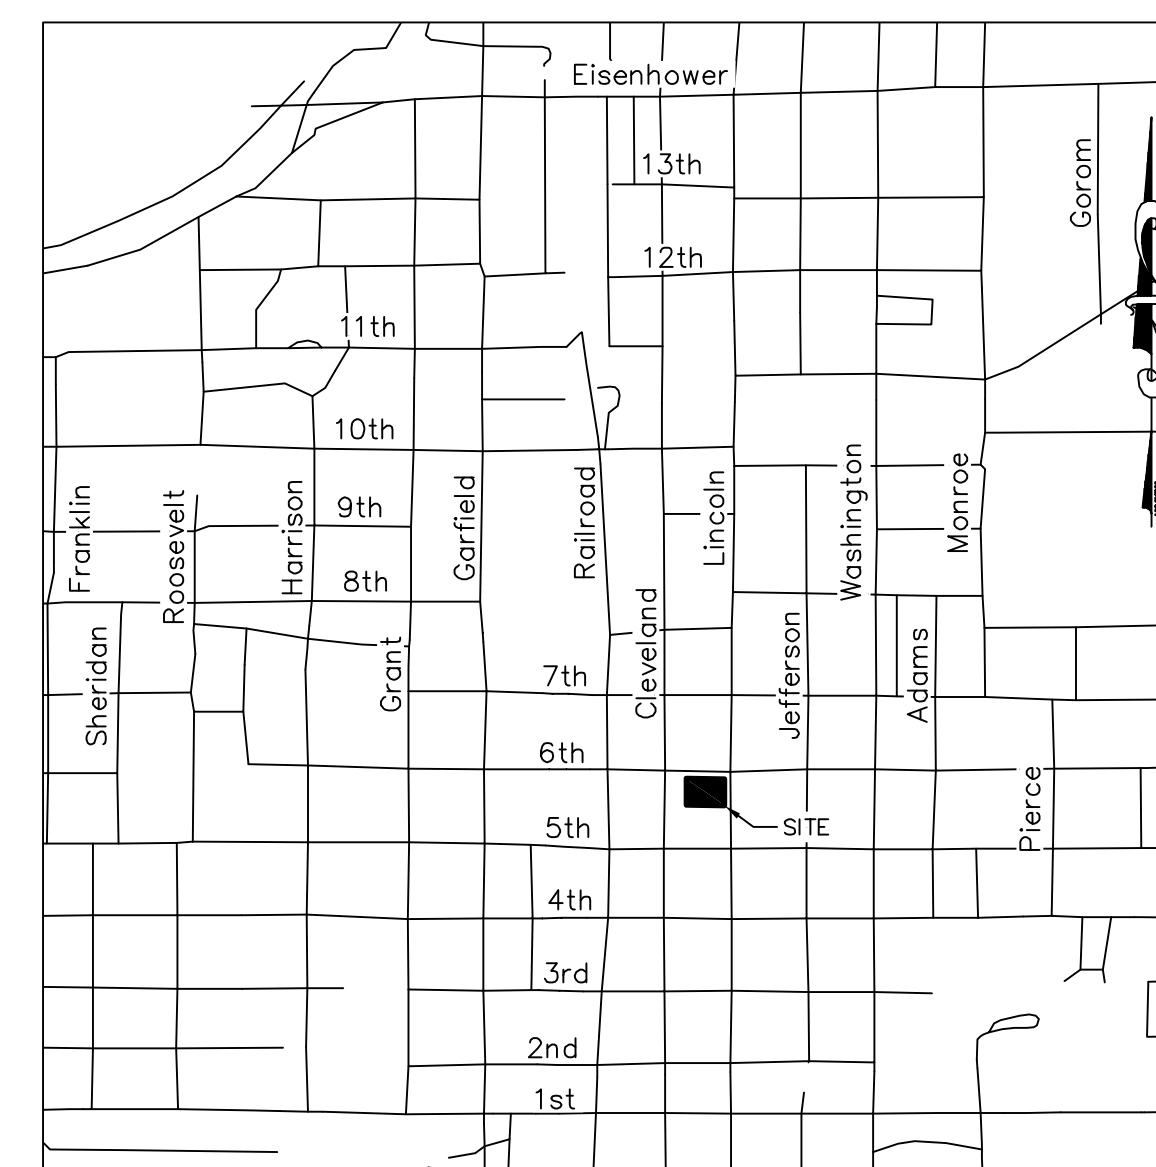 Eisenhower
13th
Gorom
12th
11th
10th
Franklin
Roosevelt
Harrison
9th
Garfield
Railroad
Lincoln
Washington
Monroe
8th
Sheridan
Grant
7th
Cleveland
Jefferson
Adams
6th
Pierce
5th
SITE
4th
3rd
2nd
1st